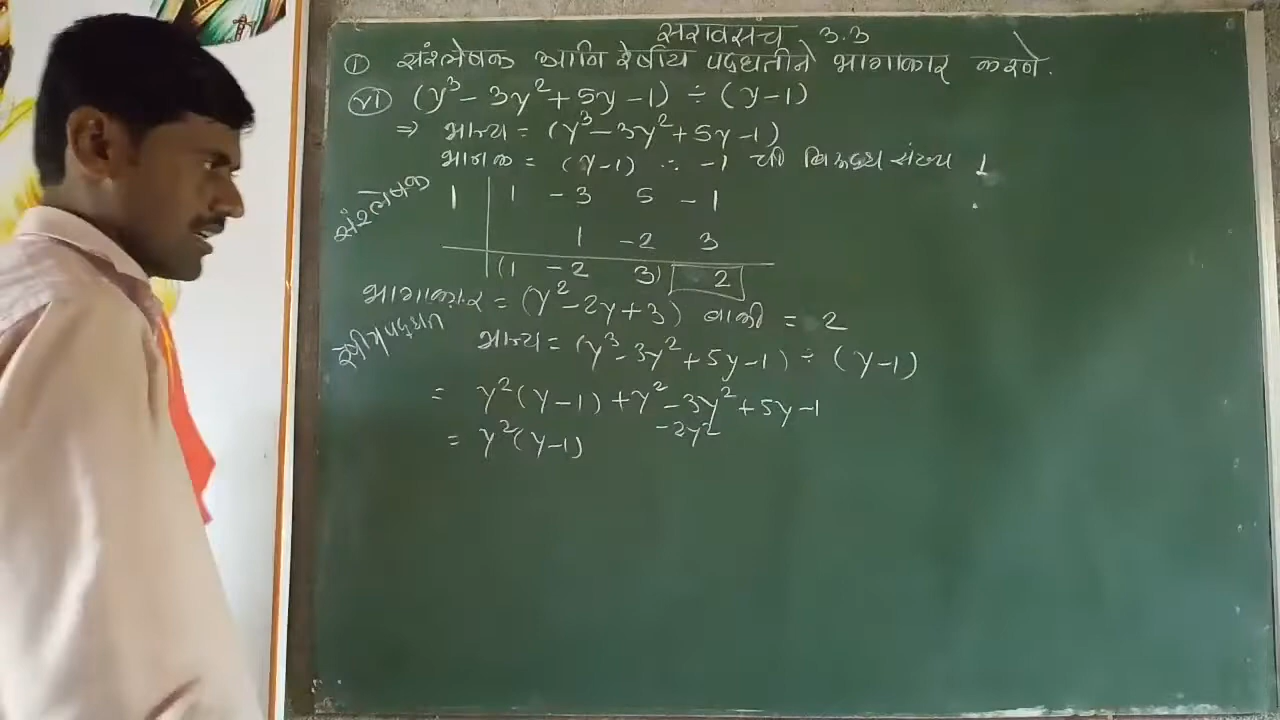 सरावसंच 3.3
① संश्लेषक आणि रेषीय पद्धतीने भागाकार करणे.
(vi) (y³ - 3y² + 5y - 1) ÷ (y - 1)
⇒ भाज्य = (y³ - 3y² + 5y - 1)
भाजक = (y - 1) ∴ -1 ची विरुद्ध संख्या 1
संश्लेषक
1 | 1 - 3 5 - 1
1 - 2 3
(1 - 2 3) 2
भागाकार = (y² - 2y + 3) बाकी = 2
भाज्य = (y³ - 3y² + 5y - 1) ÷ (y - 1)
= y²(y - 1) + y² - 3y² + 5y - 1
- 2y²
= y²(y - 1)